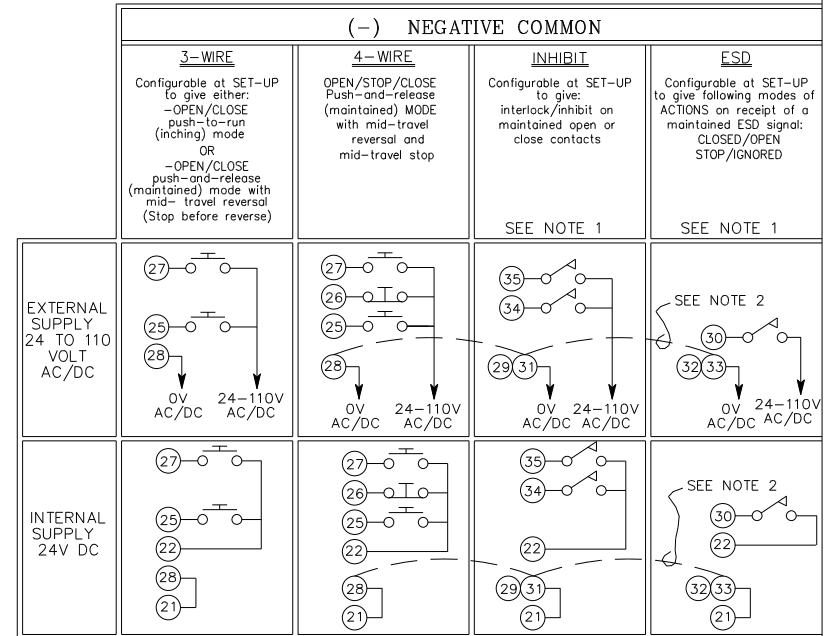 (-) NEGATIVE COMMON
3-WIRE
Configurable at SET-UP
to give either:
-OPEN/CLOSE
push-to-run
(inching) mode
OR
-OPEN/CLOSE
push-and-release
(maintained) mode with
mid- travel reversal
(Stop before reverse)
4-WIRE
OPEN/STOP/CLOSE
Push-and-release
(maintained) MODE
with mid-travel
reversal and
mid-travel stop
INHIBIT
Configurable at SET-UP
to give:
interlock/inhibit on
maintained open or
close contacts
SEE NOTE 1
ESD
Configurable at SET-UP
to give following modes of
ACTIONS on receipt of a
maintained ESD signal:
CLOSED/OPEN
STOP/IGNORED
SEE NOTE 1
EXTERNAL
SUPPLY
24 TO 110
VOLT
AC/DC
27
25
28
0V
AC/DC
24-110V
AC/DC
27
26
25
28
0V
AC/DC
24-110V
AC/DC
35
34
29 31
0V
AC/DC
24-110V
AC/DC
SEE NOTE 2
30
32 33
0V
AC/DC
24-110V
AC/DC
INTERNAL
SUPPLY
24V DC
27
25
22
28
21
27
26
25
22
28
21
35
34
22
29 31
21
SEE NOTE 2
30
22
32 33
21